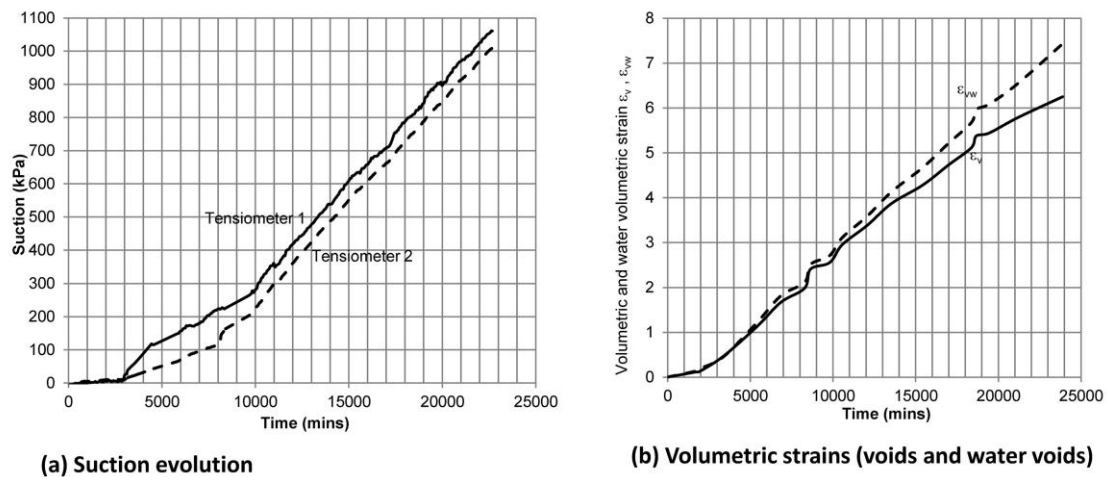 1100
1000
900
800
700
600
500
400
300
200
100
0
Suction (kPa)
Tensiometer 1
Tensiometer 2
0 5000 10000 15000 20000 25000
Time (mins)
(a) Suction evolution
8
7
6
5
4
3
2
1
0
Volumetric and water volumetric strain εv , εvw
εvw
εv
0 5000 10000 15000 20000 25000
Time (mins)
(b) Volumetric strains (voids and water voids)